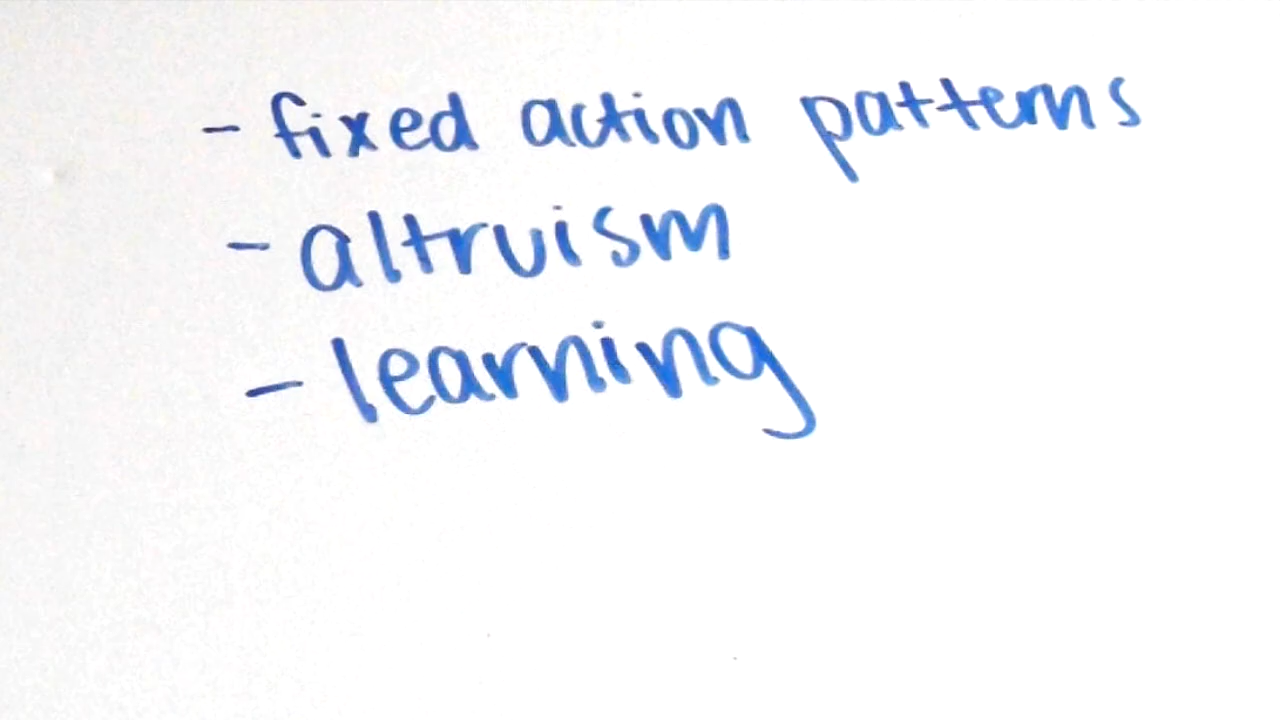 - fixed action patterns
- altruism
- learning